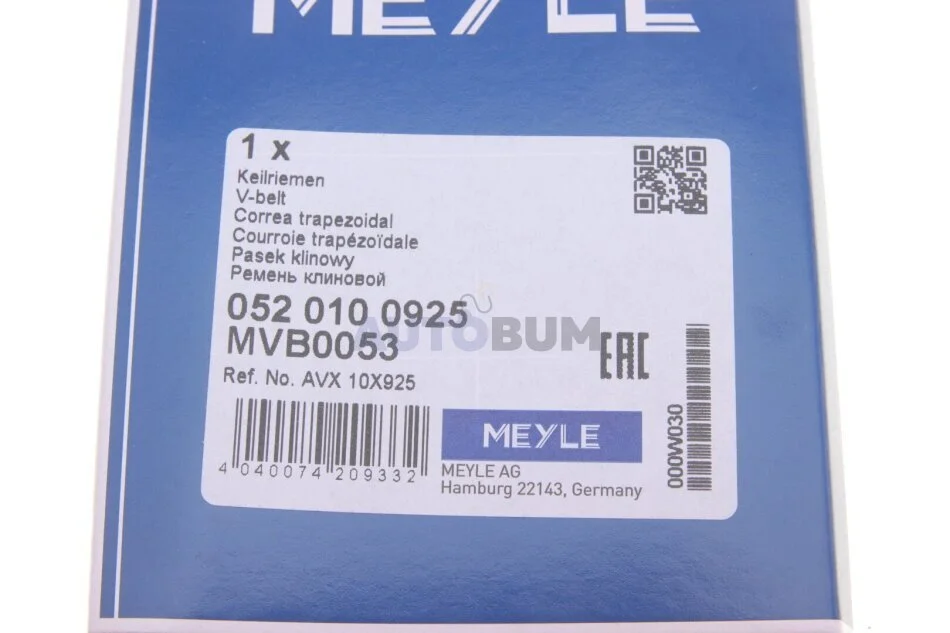 MEYLE
1 x
Keilriemen
V-belt
Correa trapezoidal
Courroie trapézoïdale
Pasek klinowy
Ремень клиновой
052 010 0925
MVB0053
AUTOBUM
EAC
Ref. No. AVX 10X925
4 040074 209332
MEYLE
MEYLE AG
Hamburg 22143, Germany
000W030